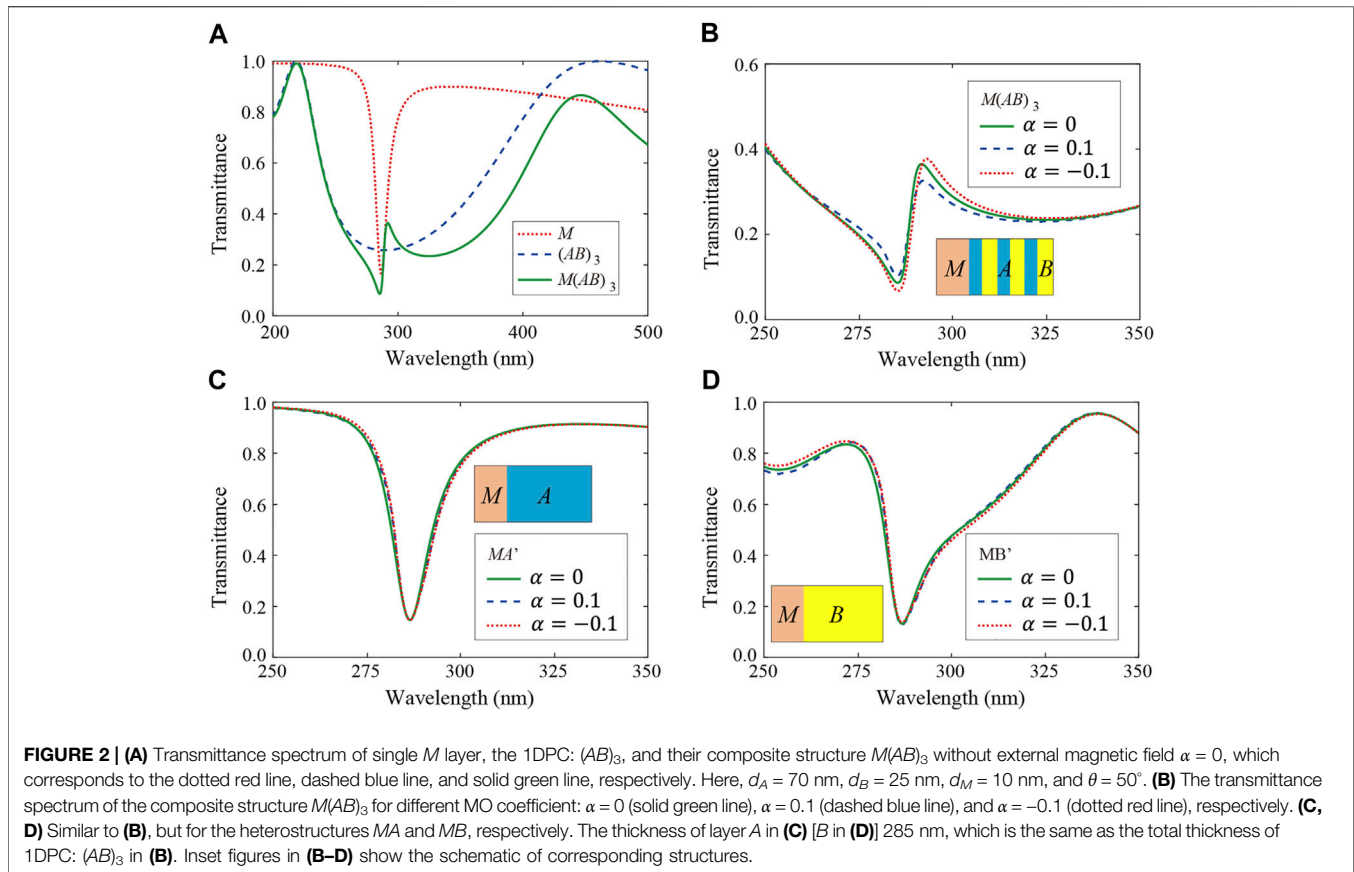 A
1.0
0.8
0.6
0.4
0.2
0.0
Transmittance
200 300 400 500
Wavelength (nm)
M
(AB)₃
M(AB)₃
B
0.6
0.4
0.2
0.0
Transmittance
250 275 300 325 350
Wavelength (nm)
M(AB)₃
α = 0
α = 0.1
α = −0.1
M A B
C
1.0
0.8
0.6
0.4
0.2
0.0
Transmittance
250 275 300 325 350
Wavelength (nm)
M A
MA’
α = 0
α = 0.1
α = −0.1
D
1.0
0.8
0.6
0.4
0.2
0.0
Transmittance
250 275 300 325 350
Wavelength (nm)
M B
MB’
α = 0
α = 0.1
α = −0.1
FIGURE 2 | (A) Transmittance spectrum of single M layer, the 1DPC: (AB)₃, and their composite structure M(AB)₃ without external magnetic field α = 0, which
corresponds to the dotted red line, dashed blue line, and solid green line, respectively. Here, d_A = 70 nm, d_B = 25 nm, d_M = 10 nm, and θ = 50°. (B) The transmittance
spectrum of the composite structure M(AB)₃ for different MO coefficient: α = 0 (solid green line), α = 0.1 (dashed blue line), and α = −0.1 (dotted red line), respectively. (C,
D) Similar to (B), but for the heterostructures MA and MB, respectively. The thickness of layer A in (C) [B in (D)] 285 nm, which is the same as the total thickness of
1DPC: (AB)₃ in (B). Inset figures in (B–D) show the schematic of corresponding structures.